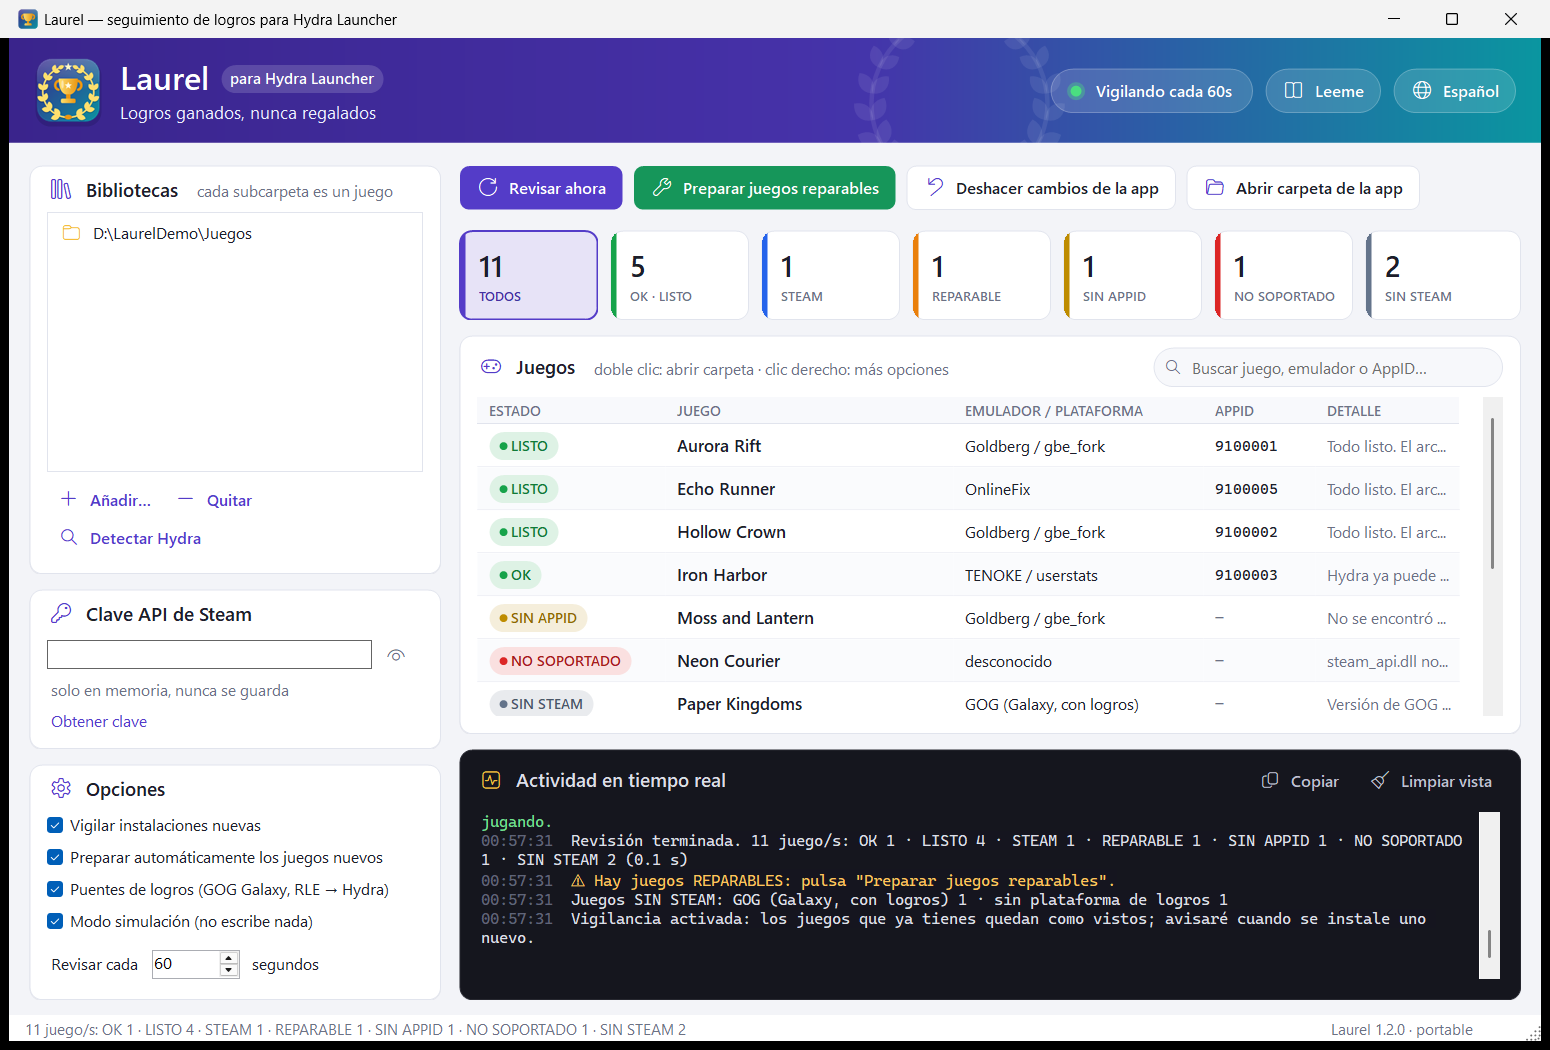 Laurel — seguimiento de logros para Hydra Launcher
Laurel para Hydra Launcher
Logros ganados, nunca regalados
Vigilando cada 60s
Leeme
Español
Bibliotecas cada subcarpeta es un juego
D:\LaurelDemo\Juegos
Añadir...
Quitar
Detectar Hydra
Clave API de Steam
solo en memoria, nunca se guarda
Obtener clave
Opciones
Vigilar instalaciones nuevas
Preparar automáticamente los juegos nuevos
Puentes de logros (GOG Galaxy, RLE → Hydra)
Modo simulación (no escribe nada)
Revisar cada 60 segundos
Revisar ahora
Preparar juegos reparables
Deshacer cambios de la app
Abrir carpeta de la app
11
TODOS
5
OK · LISTO
1
STEAM
1
REPARABLE
1
SIN APPID
1
NO SOPORTADO
2
SIN STEAM
Juegos doble clic: abrir carpeta · clic derecho: más opciones
Buscar juego, emulador o AppID...
ESTADO JUEGO EMULADOR / PLATAFORMA APPID DETALLE
LISTO Aurora Rift Goldberg / gbe_fork 9100001 Todo listo. El arc...
LISTO Echo Runner OnlineFix 9100005 Todo listo. El arc...
LISTO Hollow Crown Goldberg / gbe_fork 9100002 Todo listo. El arc...
OK Iron Harbor TENOKE / userstats 9100003 Hydra ya puede ...
SIN APPID Moss and Lantern Goldberg / gbe_fork – No se encontró ...
NO SOPORTADO Neon Courier desconocido – steam_api.dll no...
SIN STEAM Paper Kingdoms GOG (Galaxy, con logros) – Versión de GOG ...
Actividad en tiempo real
Copiar
Limpiar vista
jugando.
00:57:31 Revisión terminada. 11 juego/s: OK 1 · LISTO 4 · STEAM 1 · REPARABLE 1 · SIN APPID 1 · NO SOPORTADO
1 · SIN STEAM 2 (0.1 s)
00:57:31 ⚠ Hay juegos REPARABLES: pulsa "Preparar juegos reparables".
00:57:31 Juegos SIN STEAM: GOG (Galaxy, con logros) 1 · sin plataforma de logros 1
00:57:31 Vigilancia activada: los juegos que ya tienes quedan como vistos; avisaré cuando se instale uno
nuevo.
11 juego/s: OK 1 · LISTO 4 · STEAM 1 · REPARABLE 1 · SIN APPID 1 · NO SOPORTADO 1 · SIN STEAM 2
Laurel 1.2.0 · portable